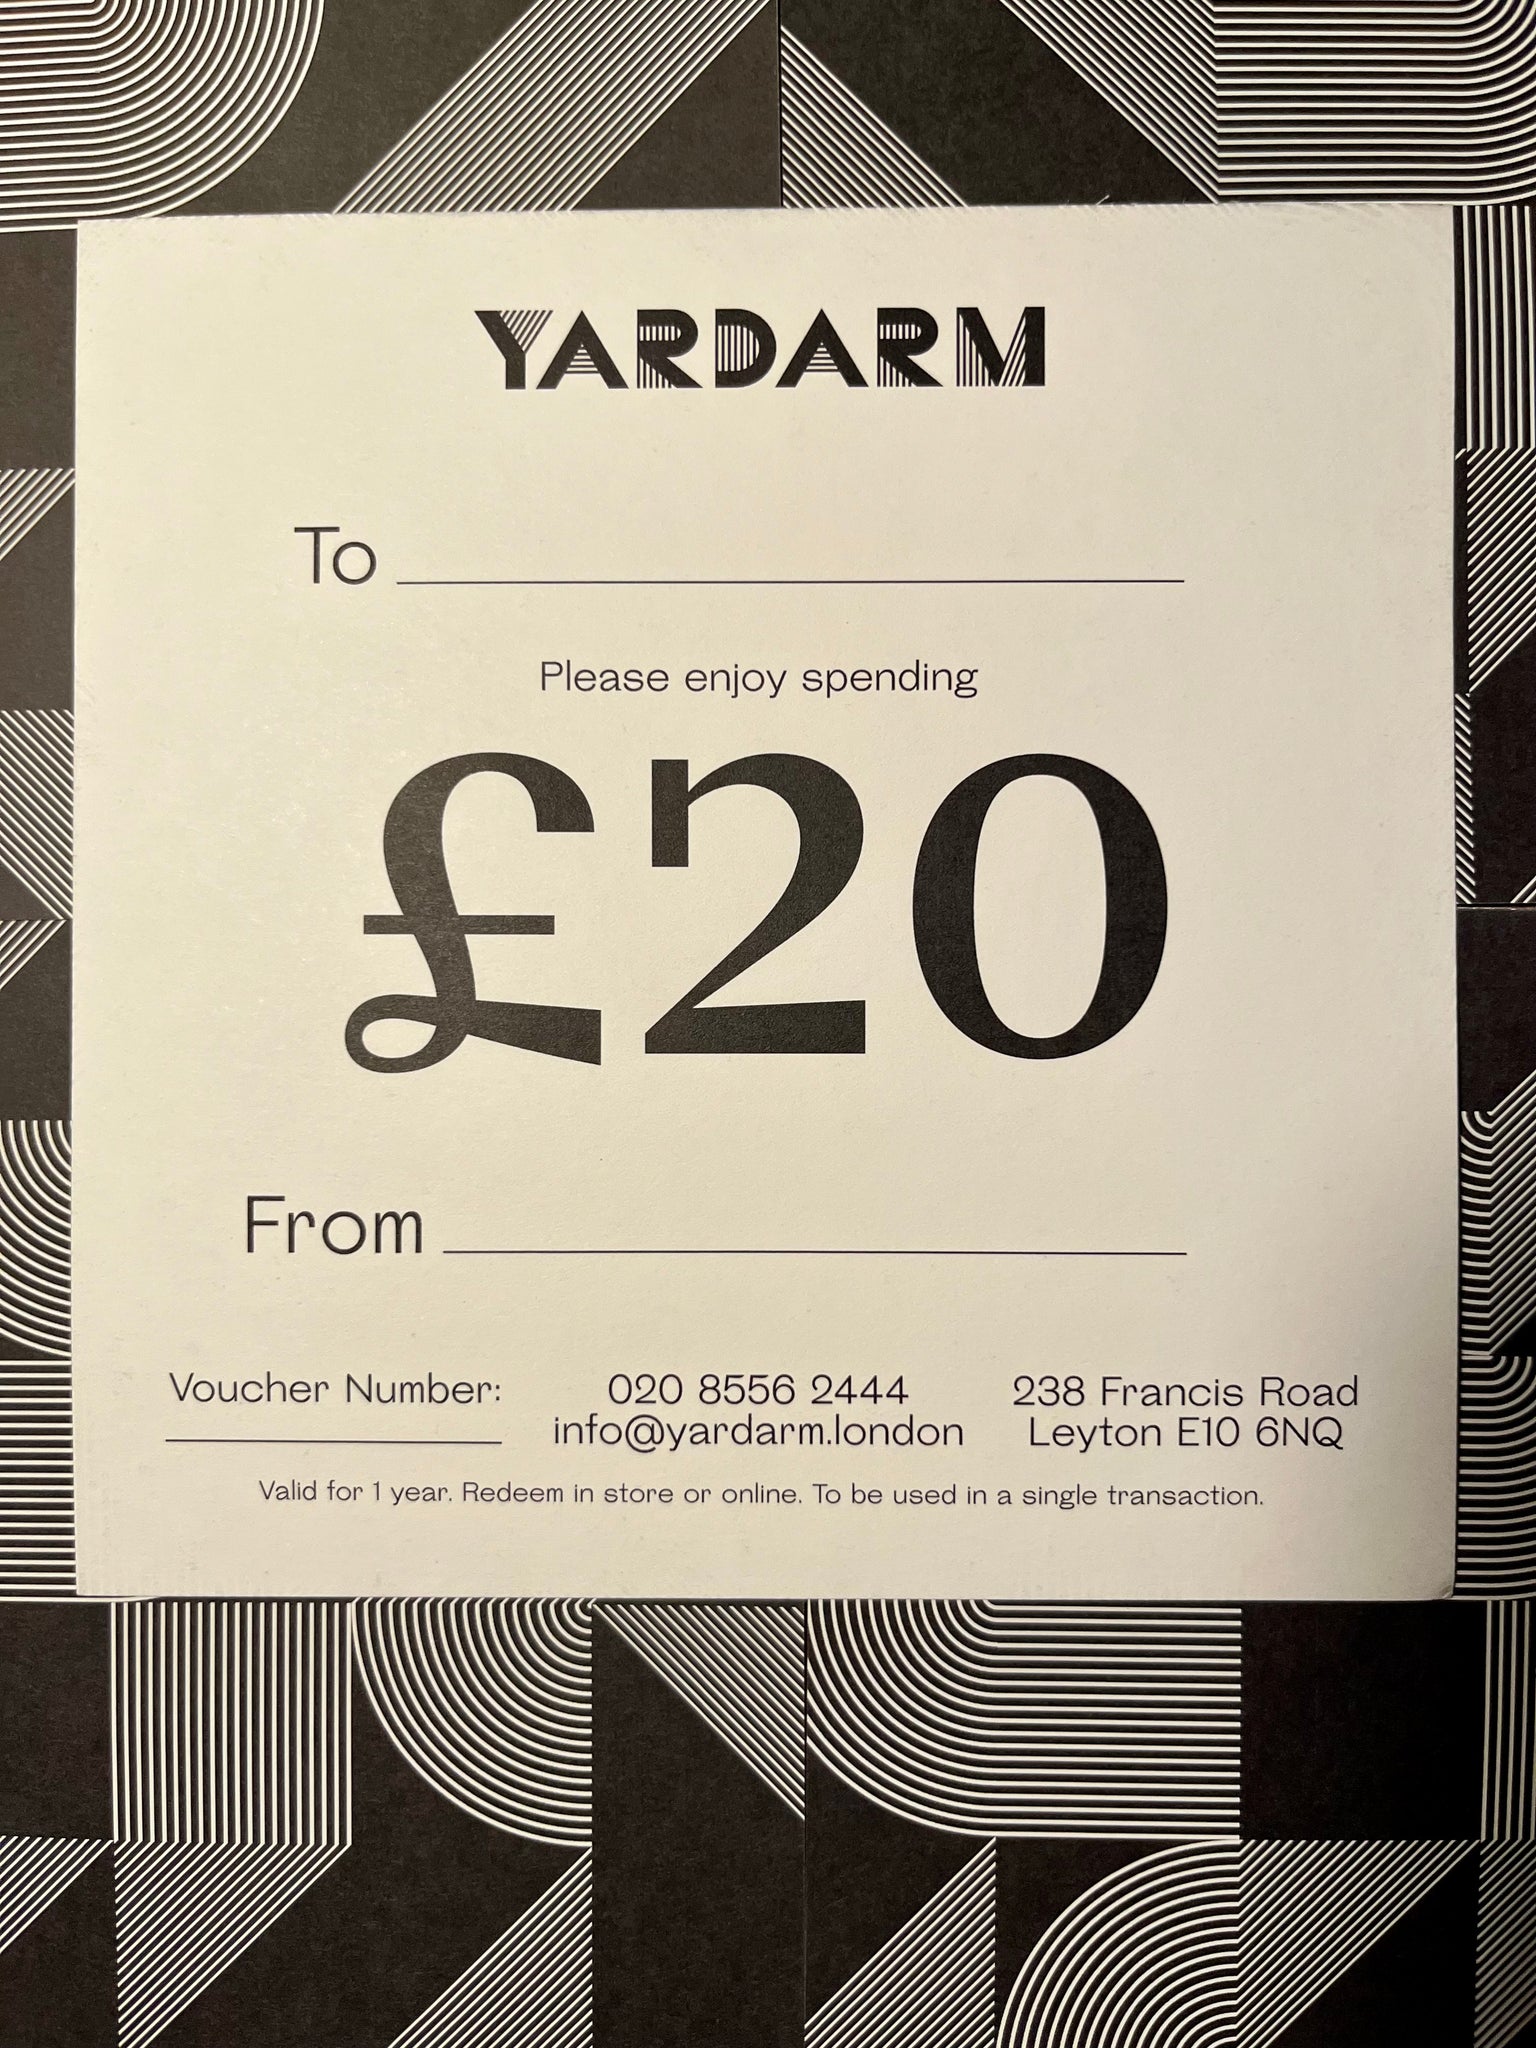 YARDARM
To
Please enjoy spending
£20
From
Voucher Number:
020 8556 2444
info@yardarm.london
238 Francis Road
Leyton E10 6NQ
Valid for 1 year. Redeem in store or online. To be used in a single transaction.